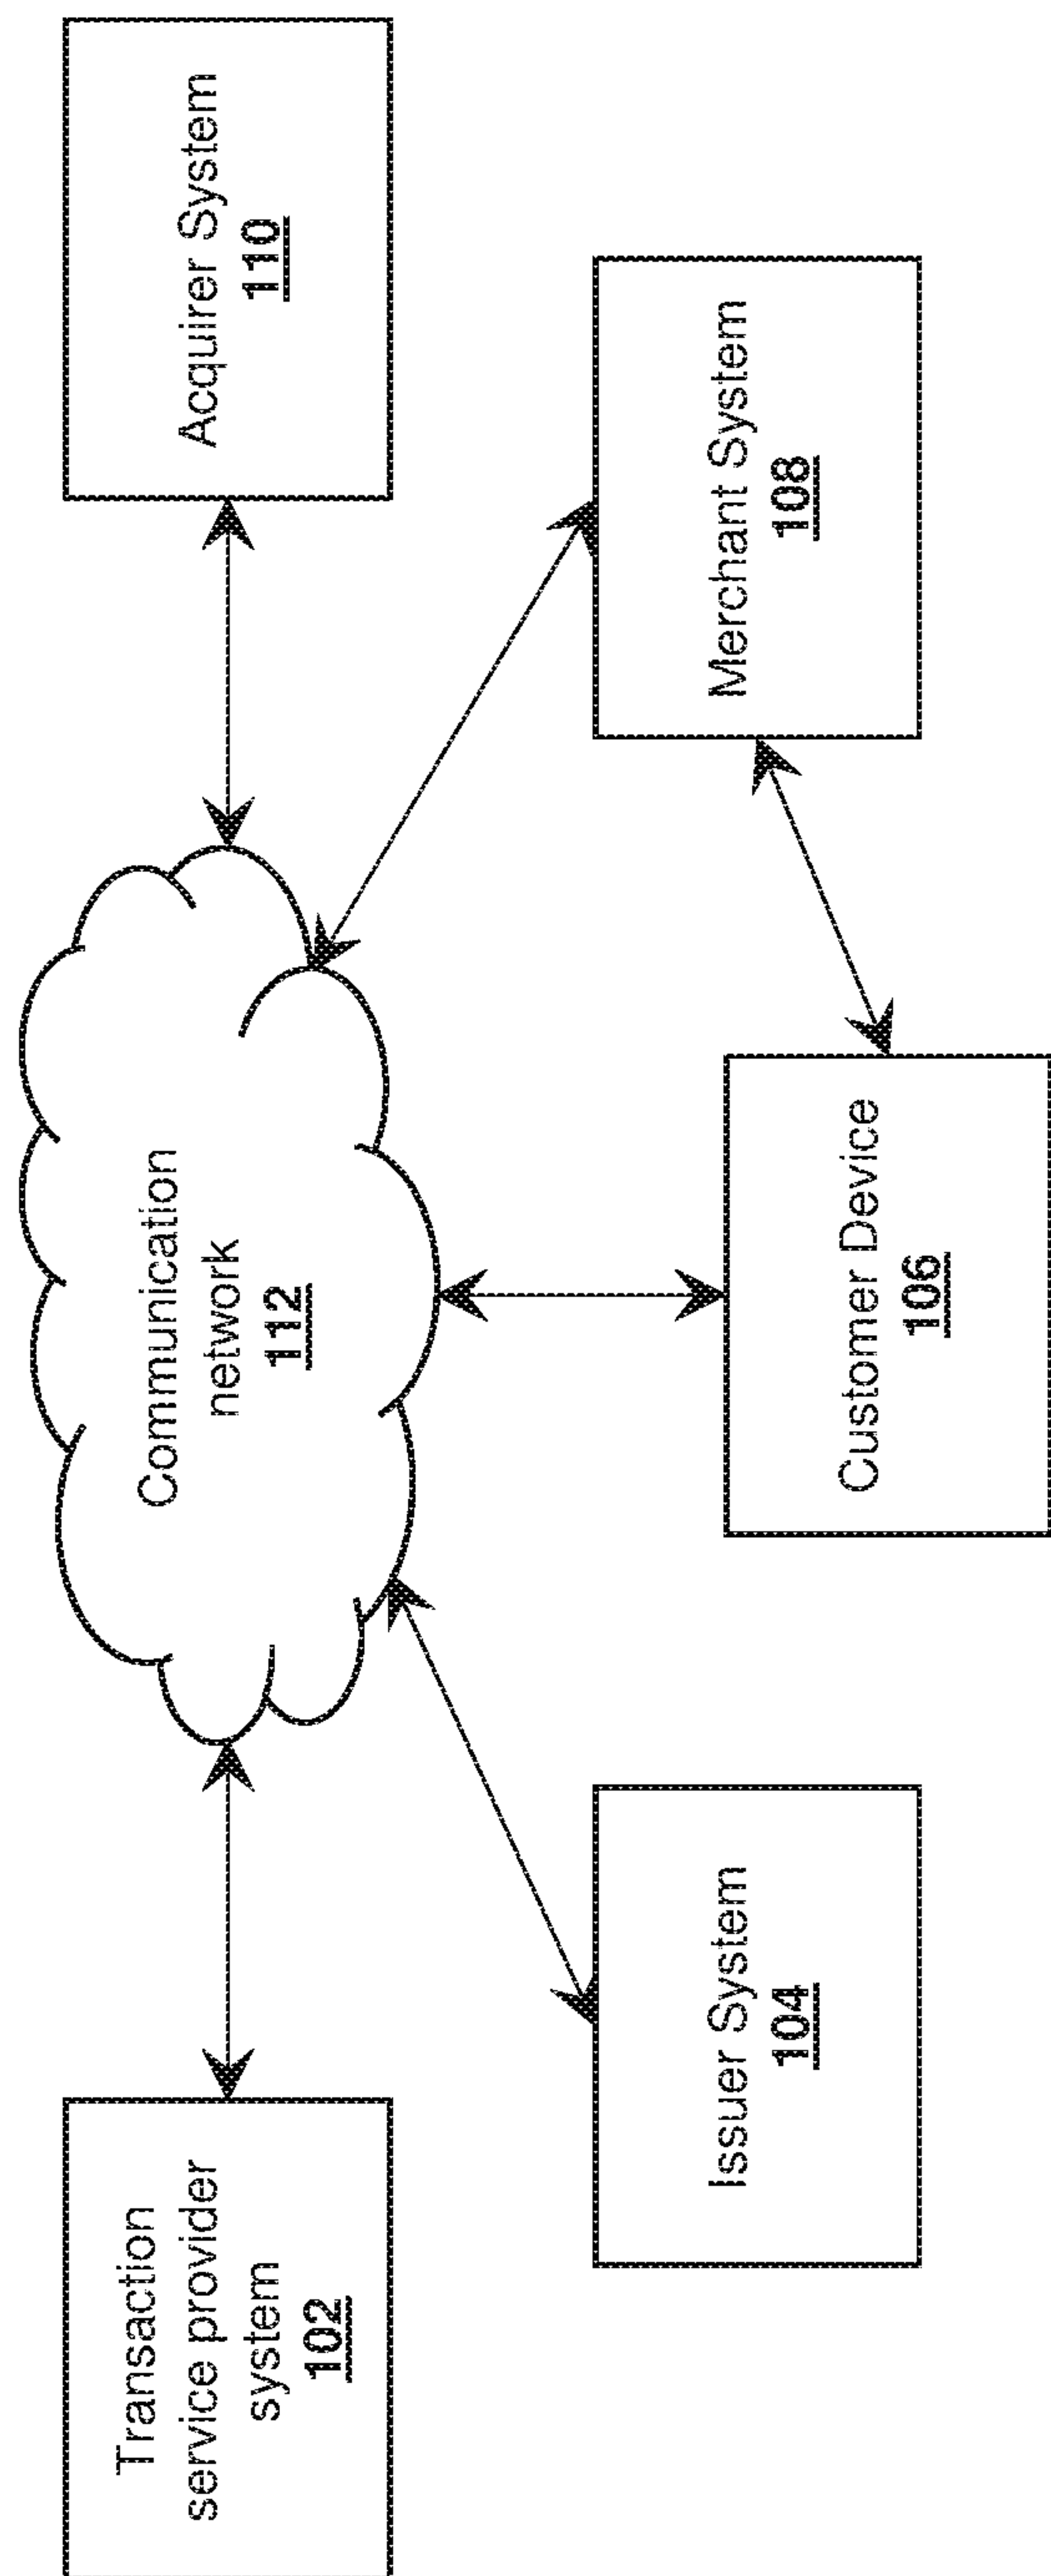 Transaction
service provider
system
102
Communication
network
112
Acquirer System
110
Issuer System
104
Customer Device
106
Merchant System
108